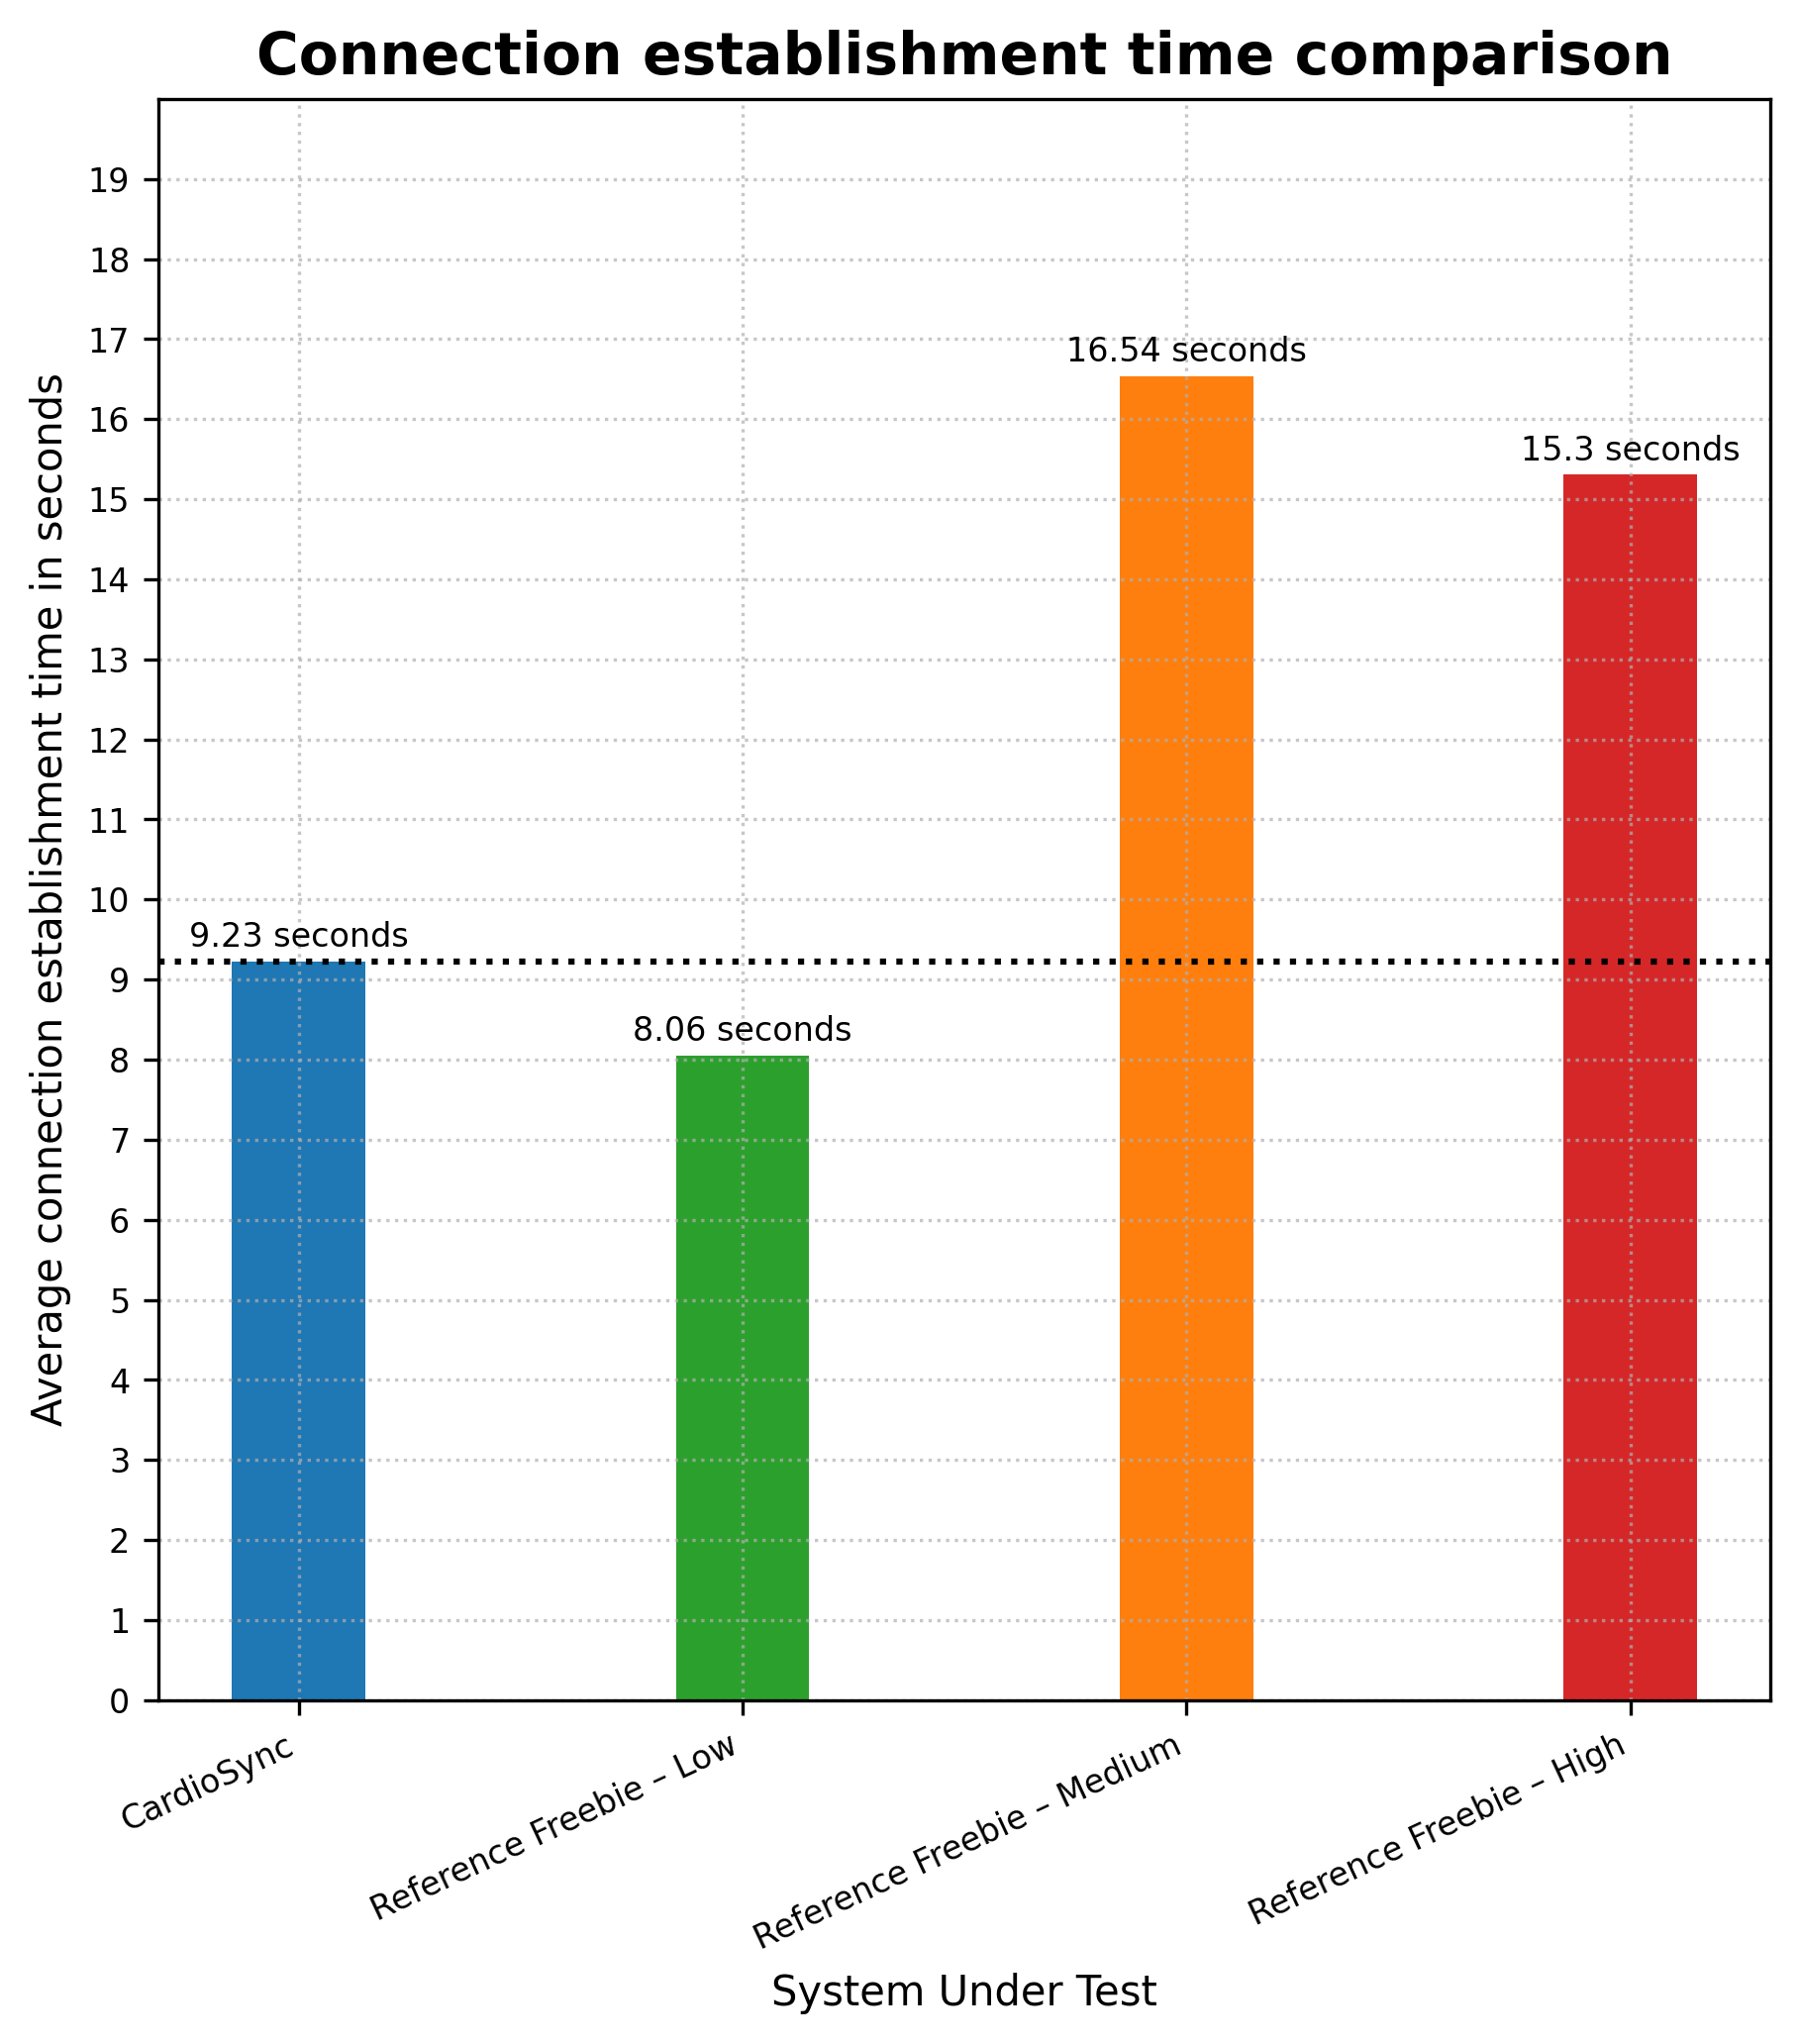 Connection establishment time comparison
Average connection establishment time in seconds
19
18
17
16
15
14
13
12
11
10
9
8
7
6
5
4
3
2
1
0
9.23 seconds
8.06 seconds
16.54 seconds
15.3 seconds
CardioSync
Reference Freebie – Low
Reference Freebie – Medium
Reference Freebie – High
System Under Test